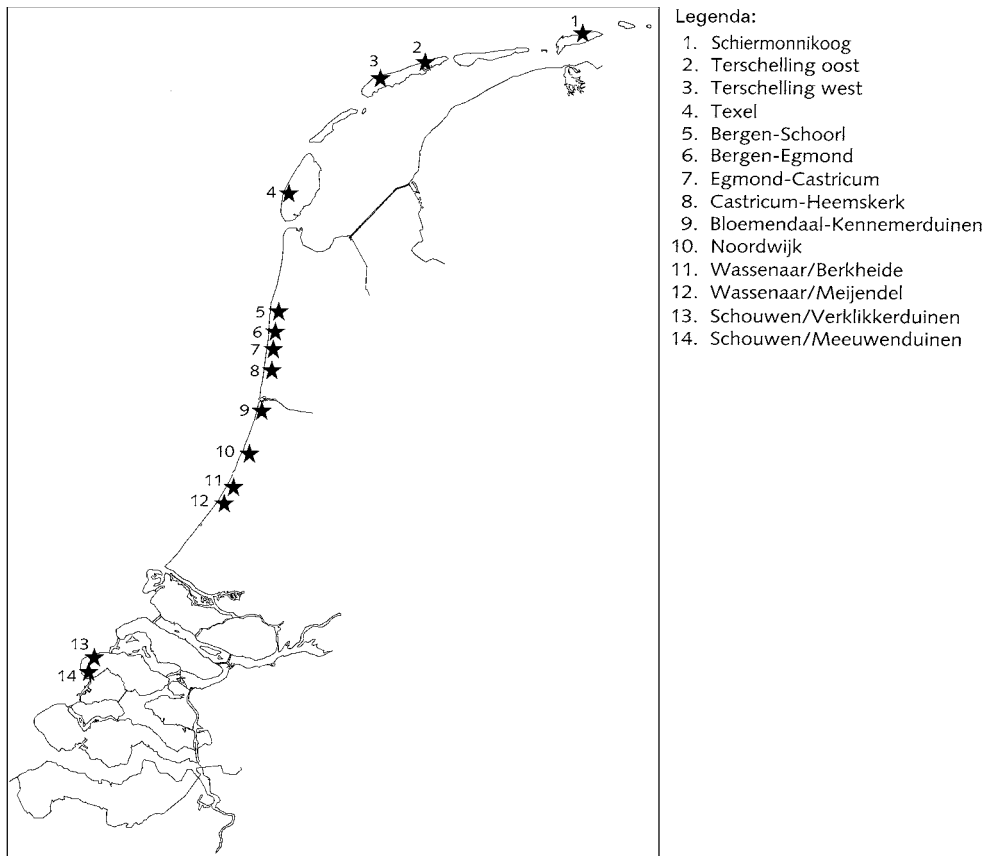 Legenda:
1. Schiermonnikoog
2. Terschelling oost
3. Terschelling west
4. Texel
5. Bergen-Schoorl
6. Bergen-Egmond
7. Egmond-Castricum
8. Castricum-Heemskerk
9. Bloemendaal-Kennemerduinen
10. Noordwijk
11. Wassenaar/Berkheide
12. Wassenaar/Meijendel
13. Schouwen/Verklikkerduinen
14. Schouwen/Meeuwenduinen
1
2
3
4
5
6
7
8
9
10
11
12
13
14